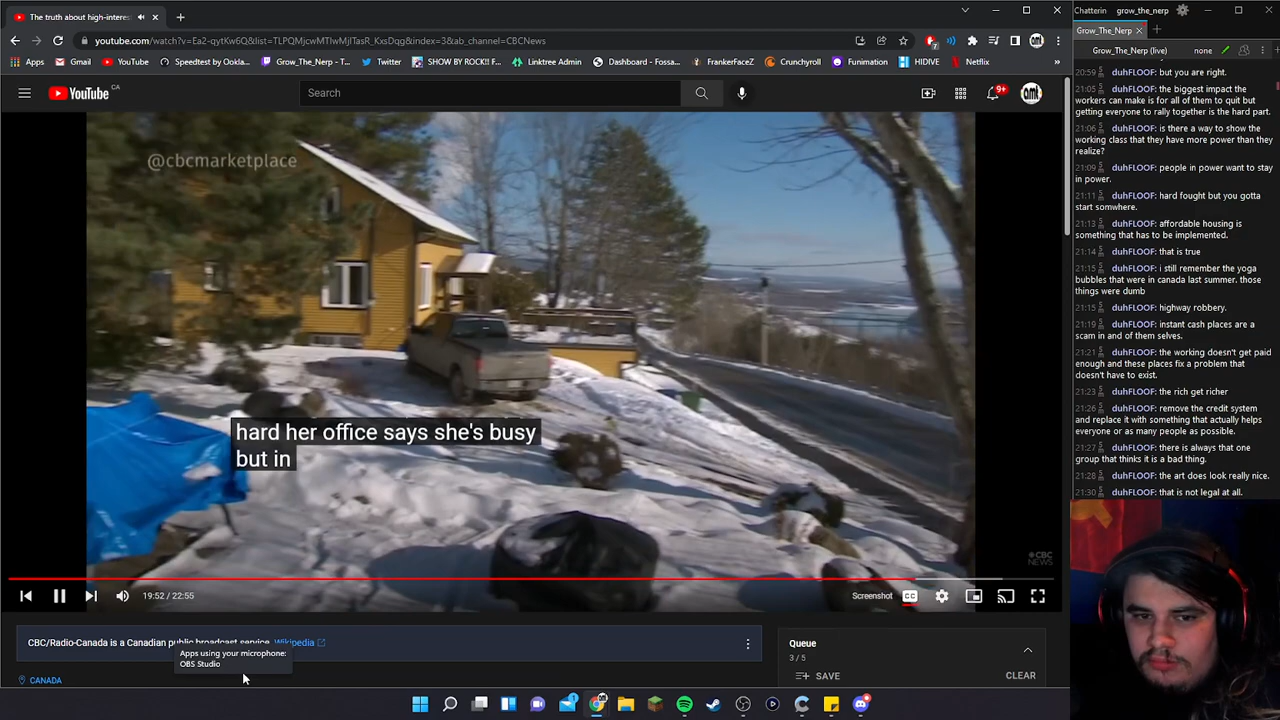 The truth about high-interes
youtube.com/watch?v=Ea2-qytKw6Q&list=TLPQMjcwMTIwMjITasR_KxsDqg&index=3&ab_channel=CBCNews
Apps
Gmail
YouTube
Speedtest by Ookla...
Grow_The_Nerp - T...
Twitter
SHOW BY ROCK!! F...
Linktree Admin
Dashboard - Fossa...
FrankerFaceZ
Crunchyroll
Funimation
HIDIVE
Netflix
YouTube CA
Search
9+
@cbcmarketplace
hard her office says she's busy
but in
CBC
NEWS
19:52 / 22:55
Screenshot
CC
CBC/Radio-Canada is a Canadian public broadcast service. Wikipedia
Apps using your microphone:
OBS Studio
CANADA
Queue
3 / 5
SAVE
CLEAR
Chatterin
grow_the_nerp
Grow_The_Nerp
Grow_The_Nerp (live)
none
20:59 duhFLOOF: but you are right.
21:05 duhFLOOF: the biggest impact the
workers can make is for all of them to quit but
getting everyone to rally together is the hard part.
21:06 duhFLOOF: is there a way to show the
working class that they have more power than they
realize?
21:09 duhFLOOF: people in power want to stay
in power.
21:11 duhFLOOF: hard fought but you gotta
start somhwere.
21:13 duhFLOOF: affordable housing is
something that has to be implemented.
21:14 duhFLOOF: that is true
21:15 duhFLOOF: i still remember the yoga
bubbles that were in canada last summer. those
things were dumb
21:15 duhFLOOF: highway robbery.
21:19 duhFLOOF: instant cash places are a
scam in and of them selves.
21:21 duhFLOOF: the working doesn't get paid
enough and these places fix a problem that
doesn't have to exist.
21:23 duhFLOOF: the rich get richer
21:26 duhFLOOF: remove the credit system
and replace it with something that actually helps
everyone or as many people as possible.
21:27 duhFLOOF: there is always that one
group that thinks it is a bad thing.
21:28 duhFLOOF: the art does look really nice.
21:30 duhFLOOF: that is not legal at all.